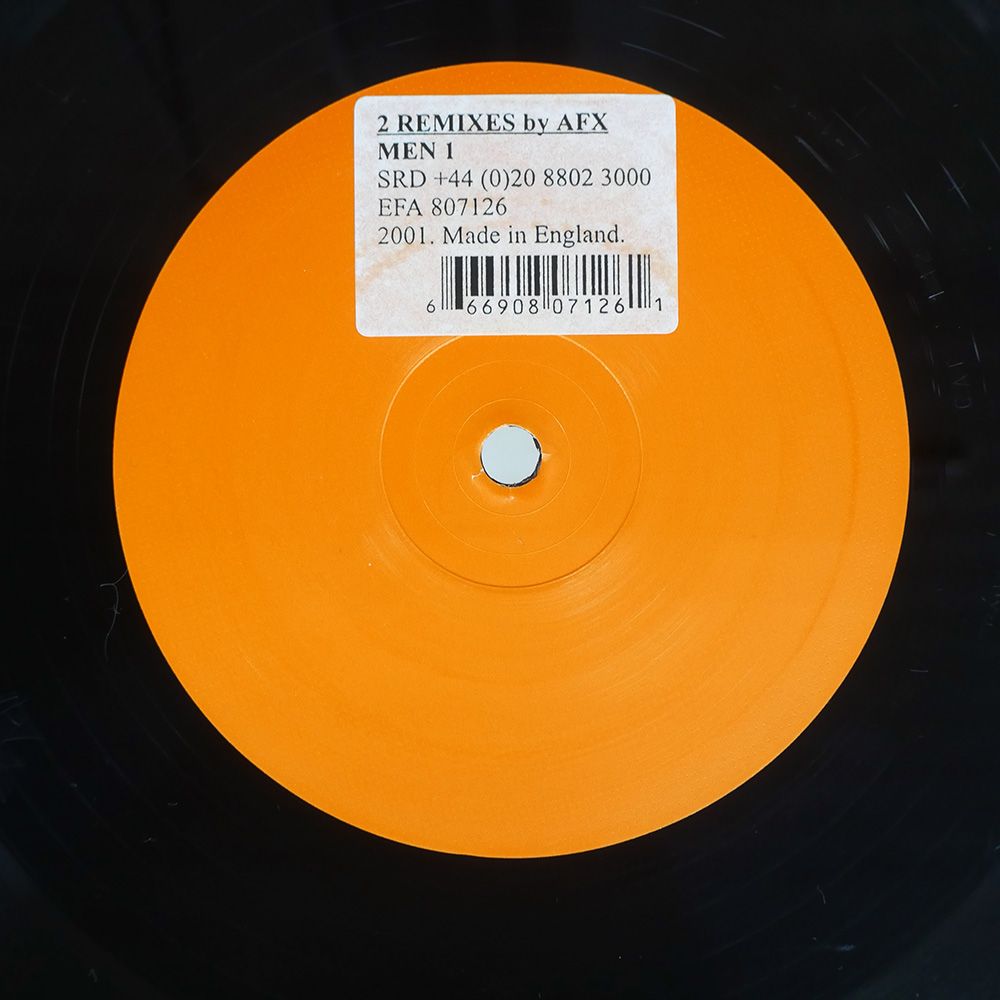 2 REMIXES by AFX
MEN 1
SRD +44 (0)20 8802 3000
EFA 807126
2001. Made in England.
6 66908 07126 1